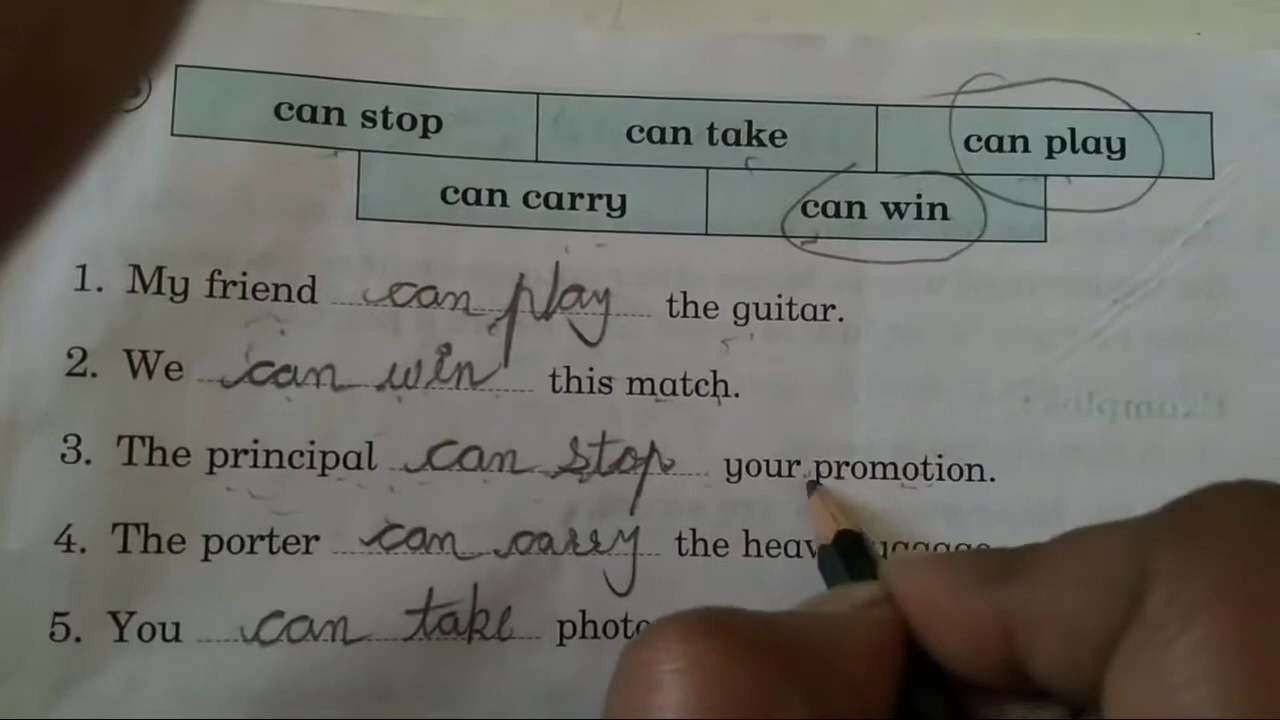 can stop can take can play
can carry can win
1. My friend can play the guitar.
2. We can win this match.
3. The principal can stop your promotion.
4. The porter can carry the heavy luggage
5. You can take